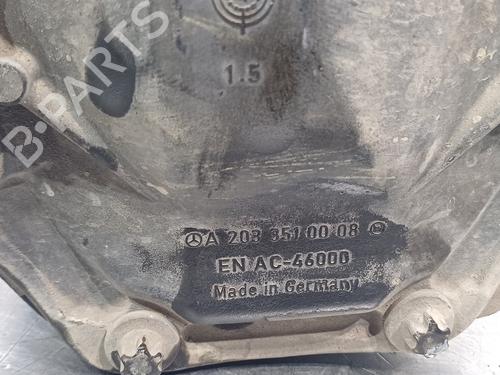 1.5
B-PARTS
A 203 351 00 08
EN AC-46000
Made in Germany